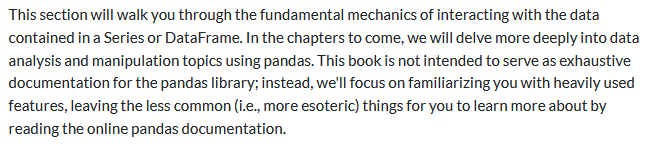 This section will walk you through the fundamental mechanics of interacting with the data
contained in a Series or DataFrame. In the chapters to come, we will delve more deeply into data
analysis and manipulation topics using pandas. This book is not intended to serve as exhaustive
documentation for the pandas library; instead, we'll focus on familiarizing you with heavily used
features, leaving the less common (i.e., more esoteric) things for you to learn more about by
reading the online pandas documentation.